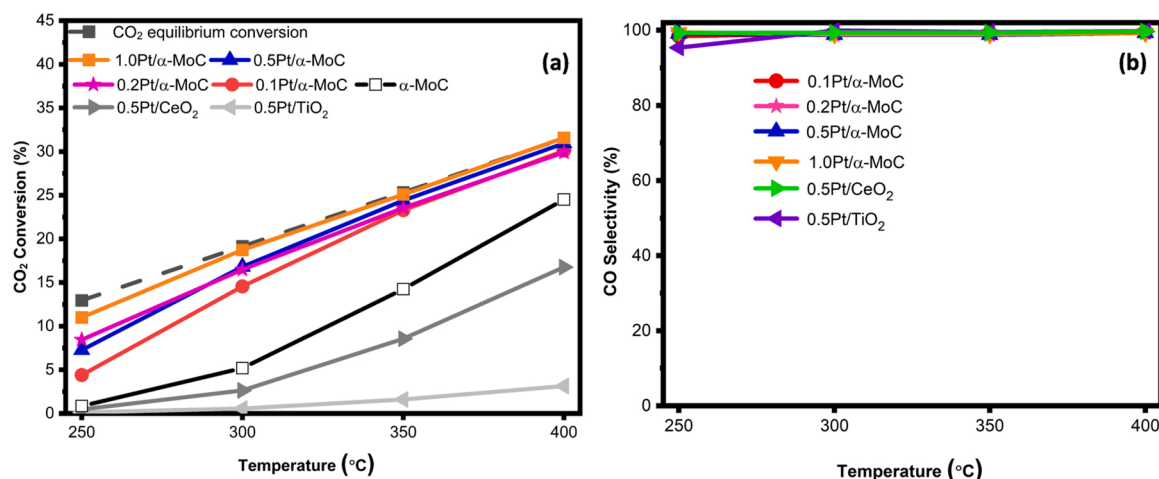 (a)
CO₂ equilibrium conversion
1.0Pt/α-MoC 0.5Pt/α-MoC
0.2Pt/α-MoC 0.1Pt/α-MoC α-MoC
0.5Pt/CeO₂ 0.5Pt/TiO₂
CO₂ Conversion (%)
45
40
35
30
25
20
15
10
5
0
250 300 350 400
Temperature (°C)
(b)
0.1Pt/α-MoC
0.2Pt/α-MoC
0.5Pt/α-MoC
1.0Pt/α-MoC
0.5Pt/CeO₂
0.5Pt/TiO₂
CO Selectivity (%)
100
80
60
40
20
0
250 300 350 400
Temperature (°C)